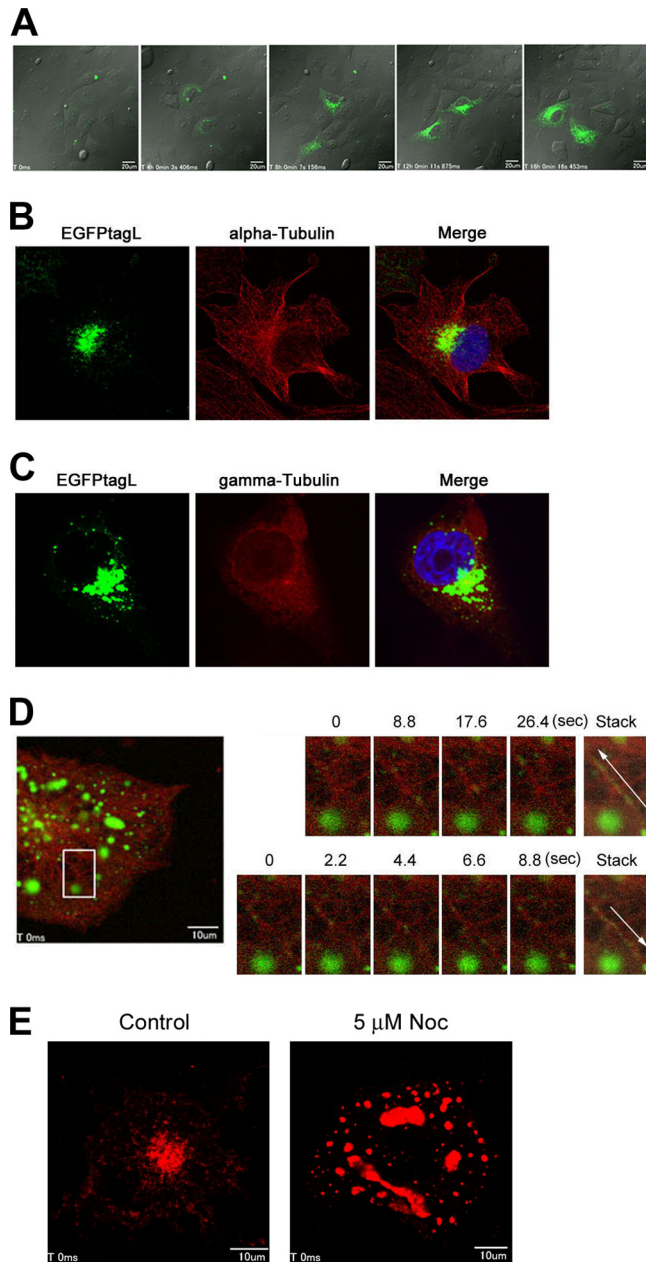 A
T 0ms
20um
4h 0min 3s 406ms
20um
T 8h 0min 7s 156ms
20um
T 12h 0min 11s 875ms
20um
T 16h 0min 16s 453ms
20um
B
EGFPtagL
alpha-Tubulin
Merge
C
EGFPtagL
gamma-Tubulin
Merge
D
0 8.8 17.6 26.4 (sec) Stack
0 2.2 4.4 6.6 8.8 (sec) Stack
T 0ms
10um
E
Control
5 μM Noc
T 0ms
10um
T 0ms
10um